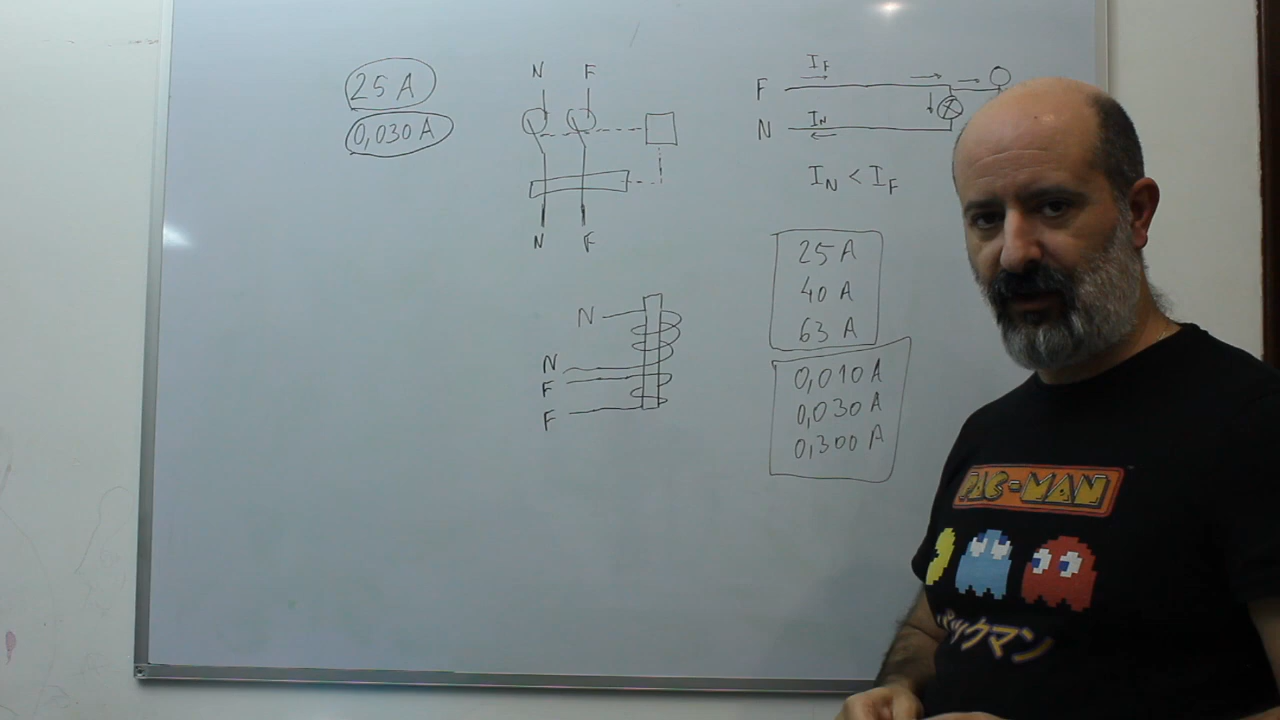 25 A
0,030 A
N F
N F
N
N
F
F
I_F
F
I_N
N
I_N < I_F
25 A
40 A
63 A
0,010 A
0,030 A
0,300 A
PAC-MAN
パックマン